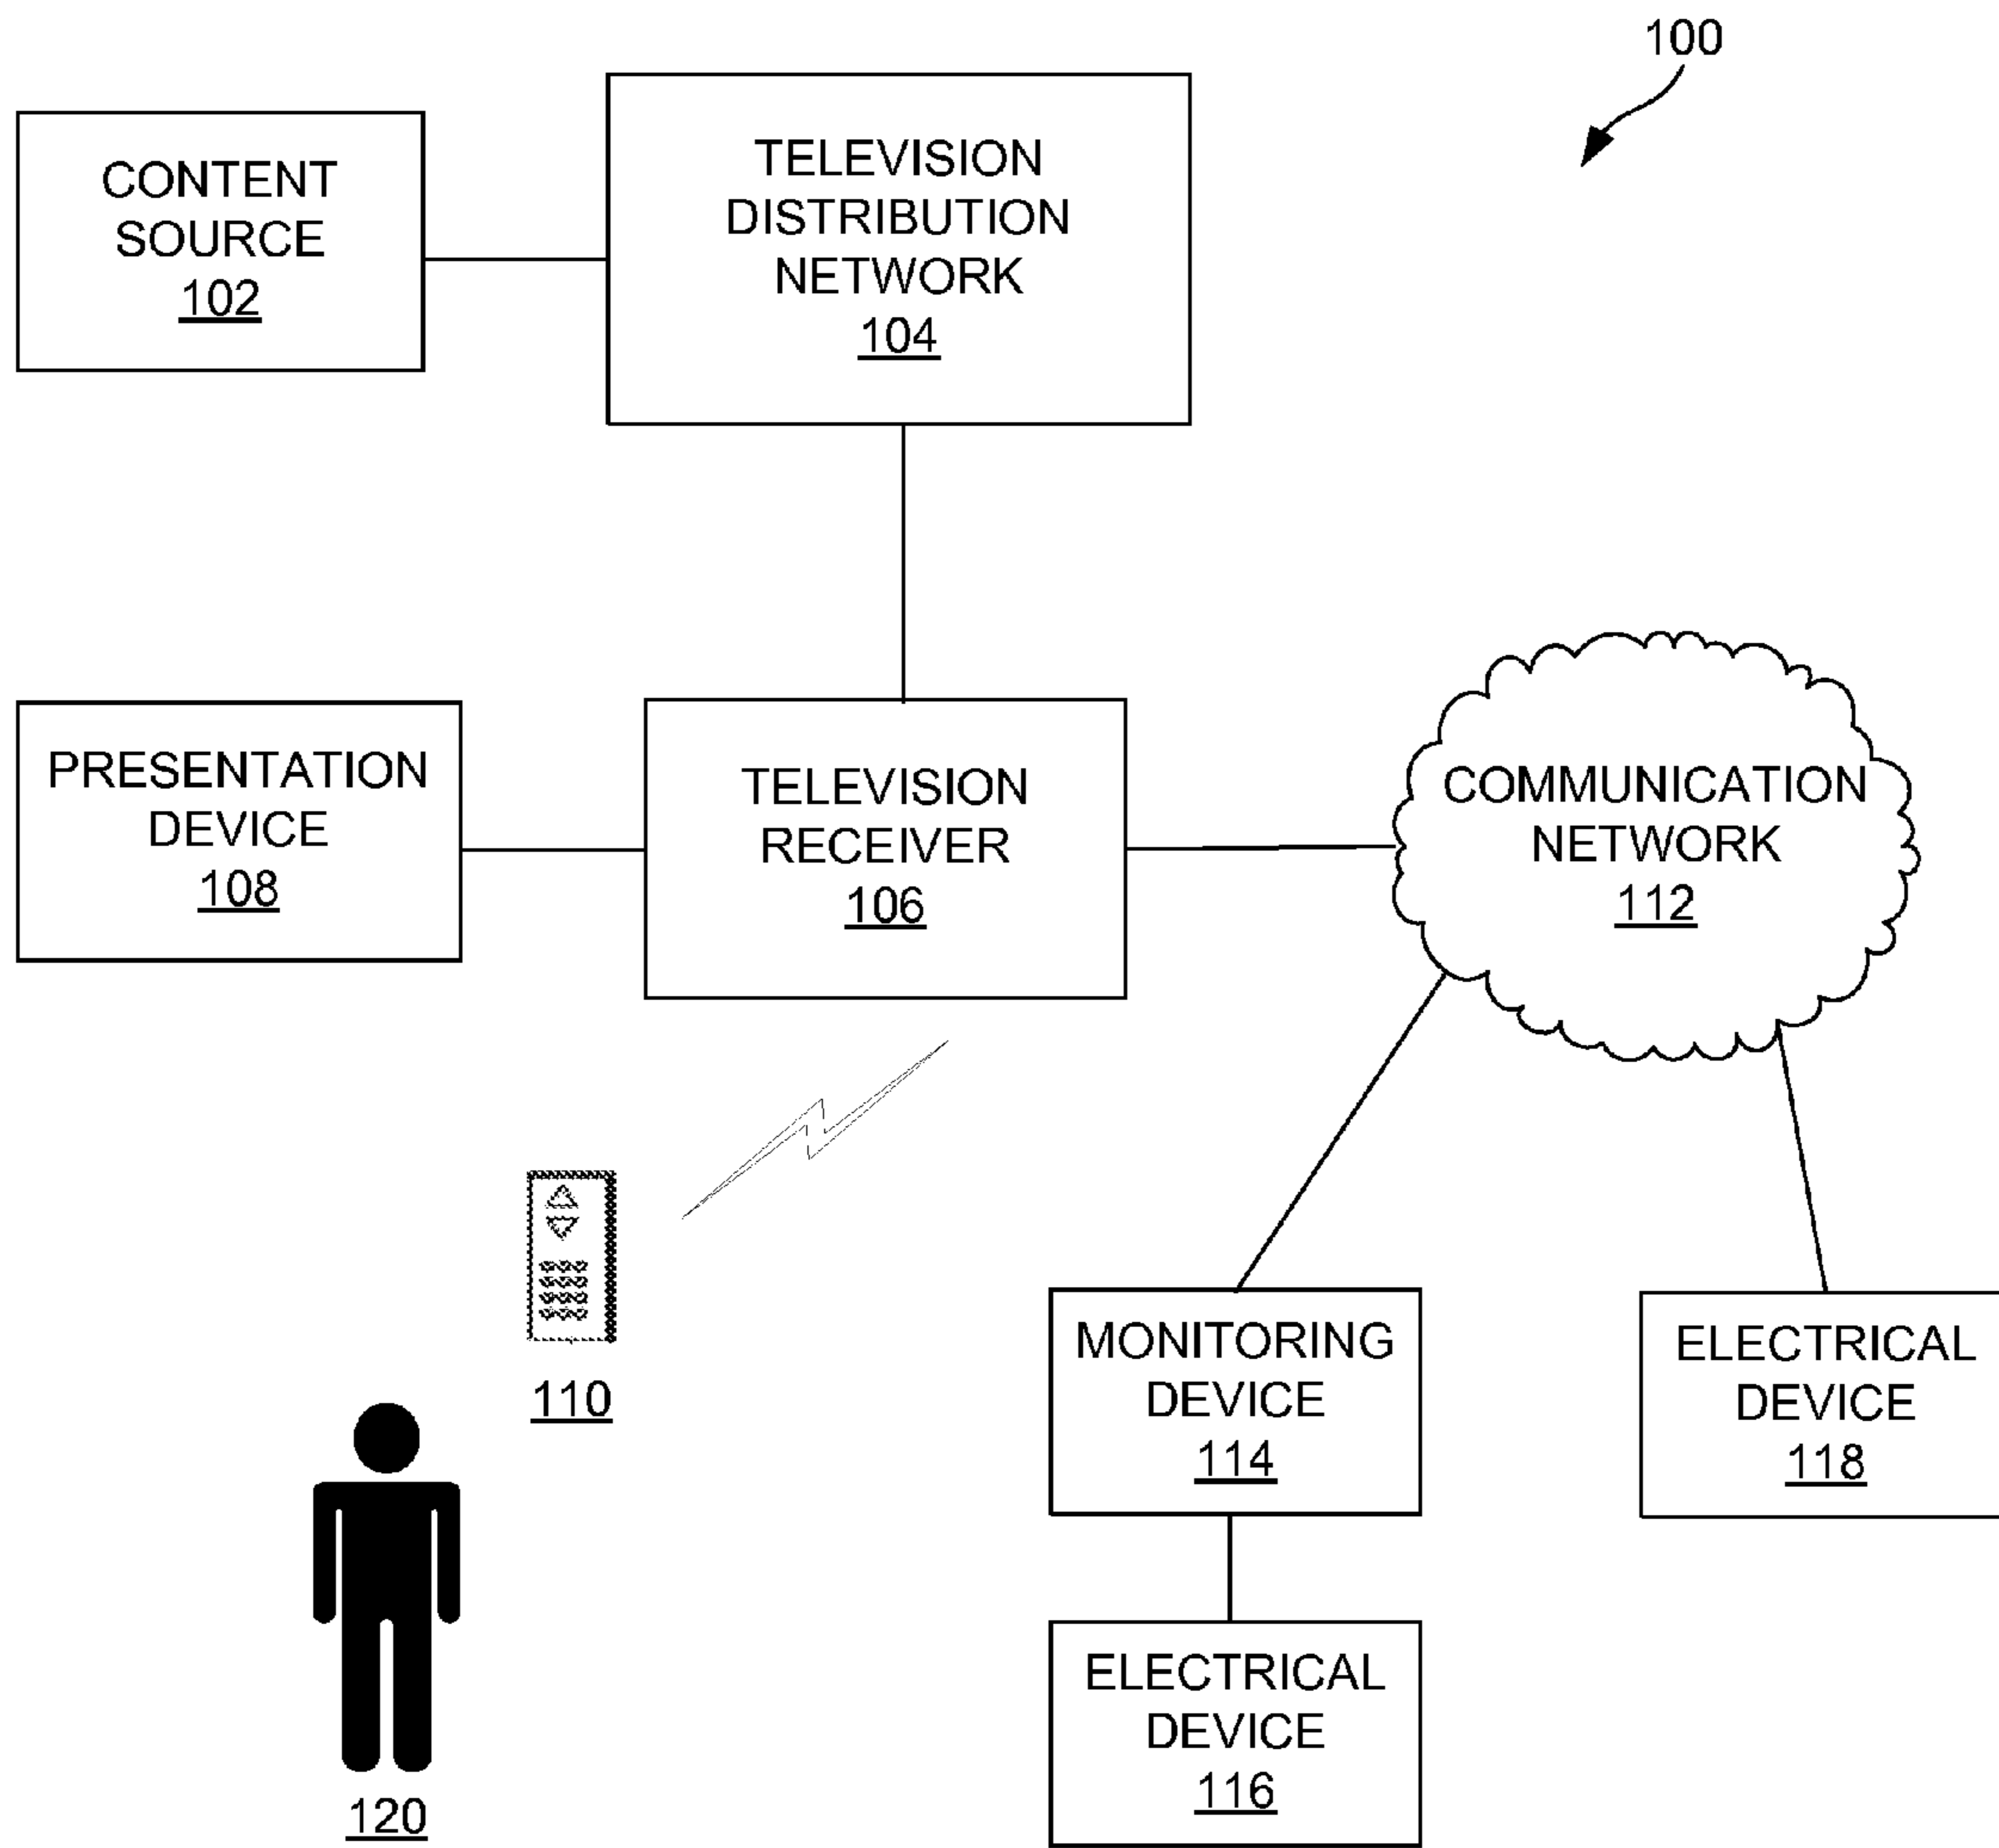 100
CONTENT
SOURCE
102
TELEVISION
DISTRIBUTION
NETWORK
104
PRESENTATION
DEVICE
108
TELEVISION
RECEIVER
106
COMMUNICATION
NETWORK
112
110
MONITORING
DEVICE
114
ELECTRICAL
DEVICE
118
ELECTRICAL
DEVICE
116
120